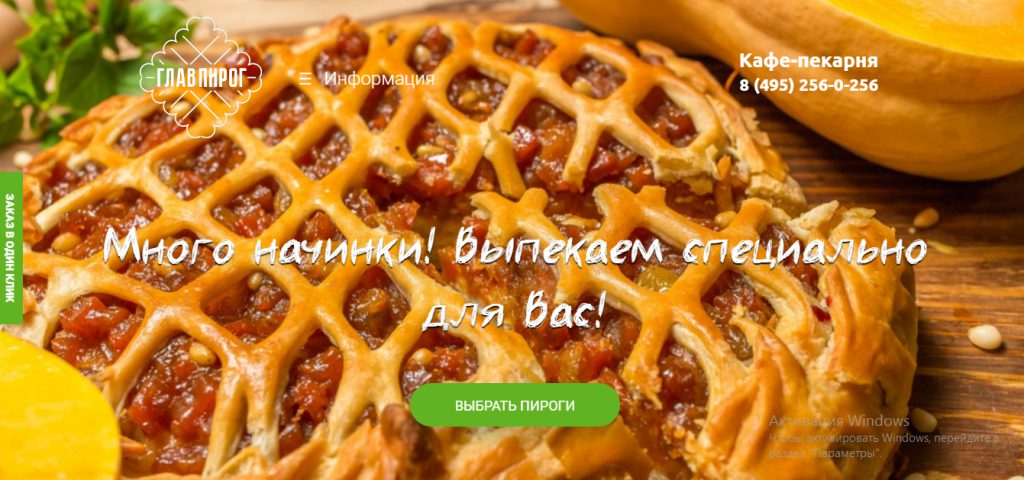 ГЛАВПИРОГ
☰ Информация
Кафе-пекарня
8 (495) 256-0-256
ЗАКАЗ В ОДИН КЛИК
Много начинки! Выпекаем специально
для Вас!
ВЫБРАТЬ ПИРОГИ
Активация Windows
Чтобы активировать Windows, перейдите в
раздел "Параметры".